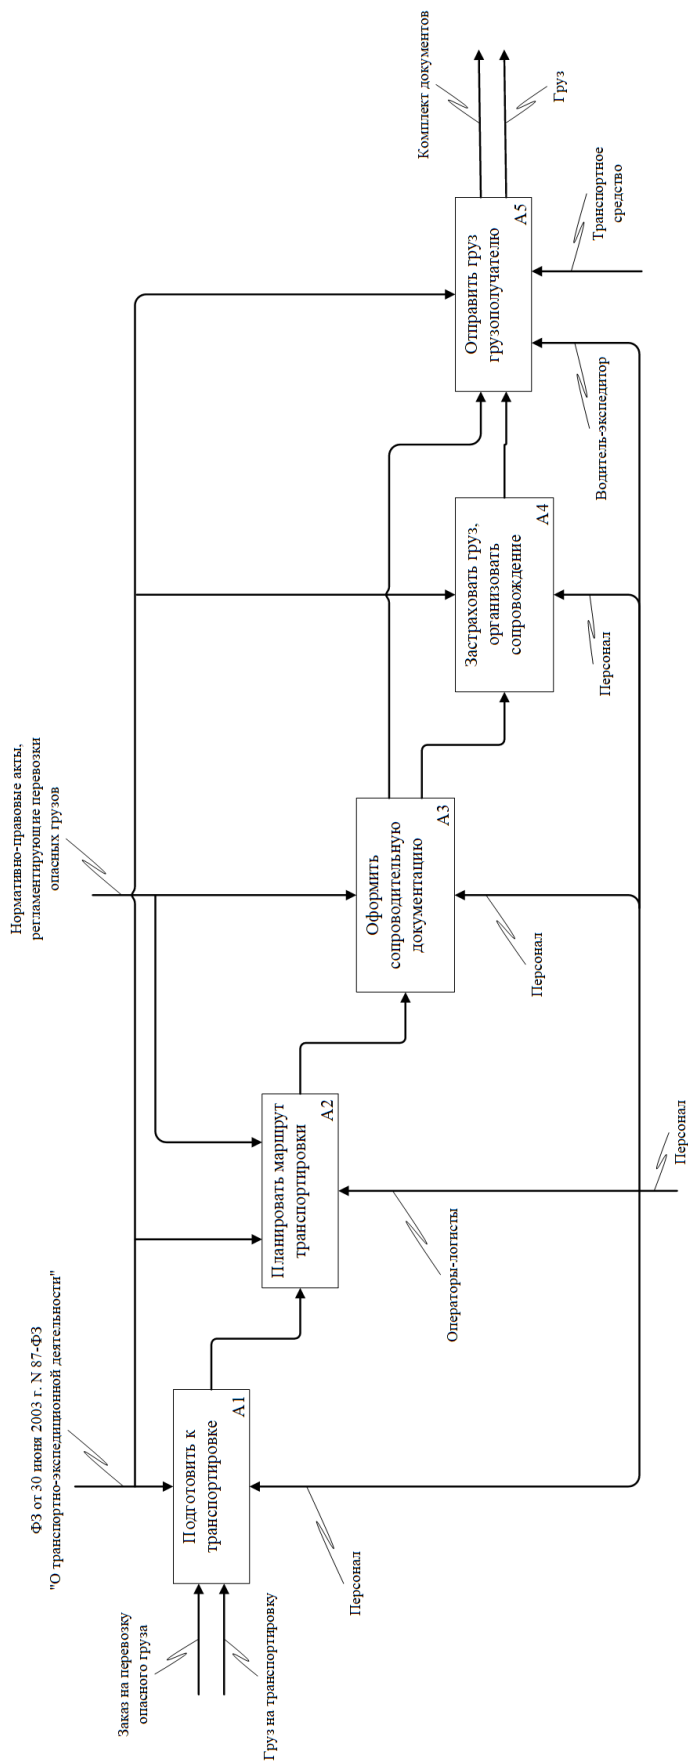 ФЗ от 30 июня 2003 г. N 87-ФЗ
"О транспортно-экспедиционной деятельности"
Нормативно-правовые акты,
регламентирующие перевозки
опасных грузов
Заказ на перевозку
опасного груза
Груз на транспортировку
Подготовить к
транспортировке
А1
Планировать маршрут
транспортировки
А2
Оформить
сопроводительную
документацию
А3
Застраховать груз,
организовать
сопровождение
А4
Отправить груз
грузополучателю
А5
Комплект документов
Груз
Персонал
Операторы-логисты
Персонал
Персонал
Персонал
Водитель-экспедитор
Транспортное
средство